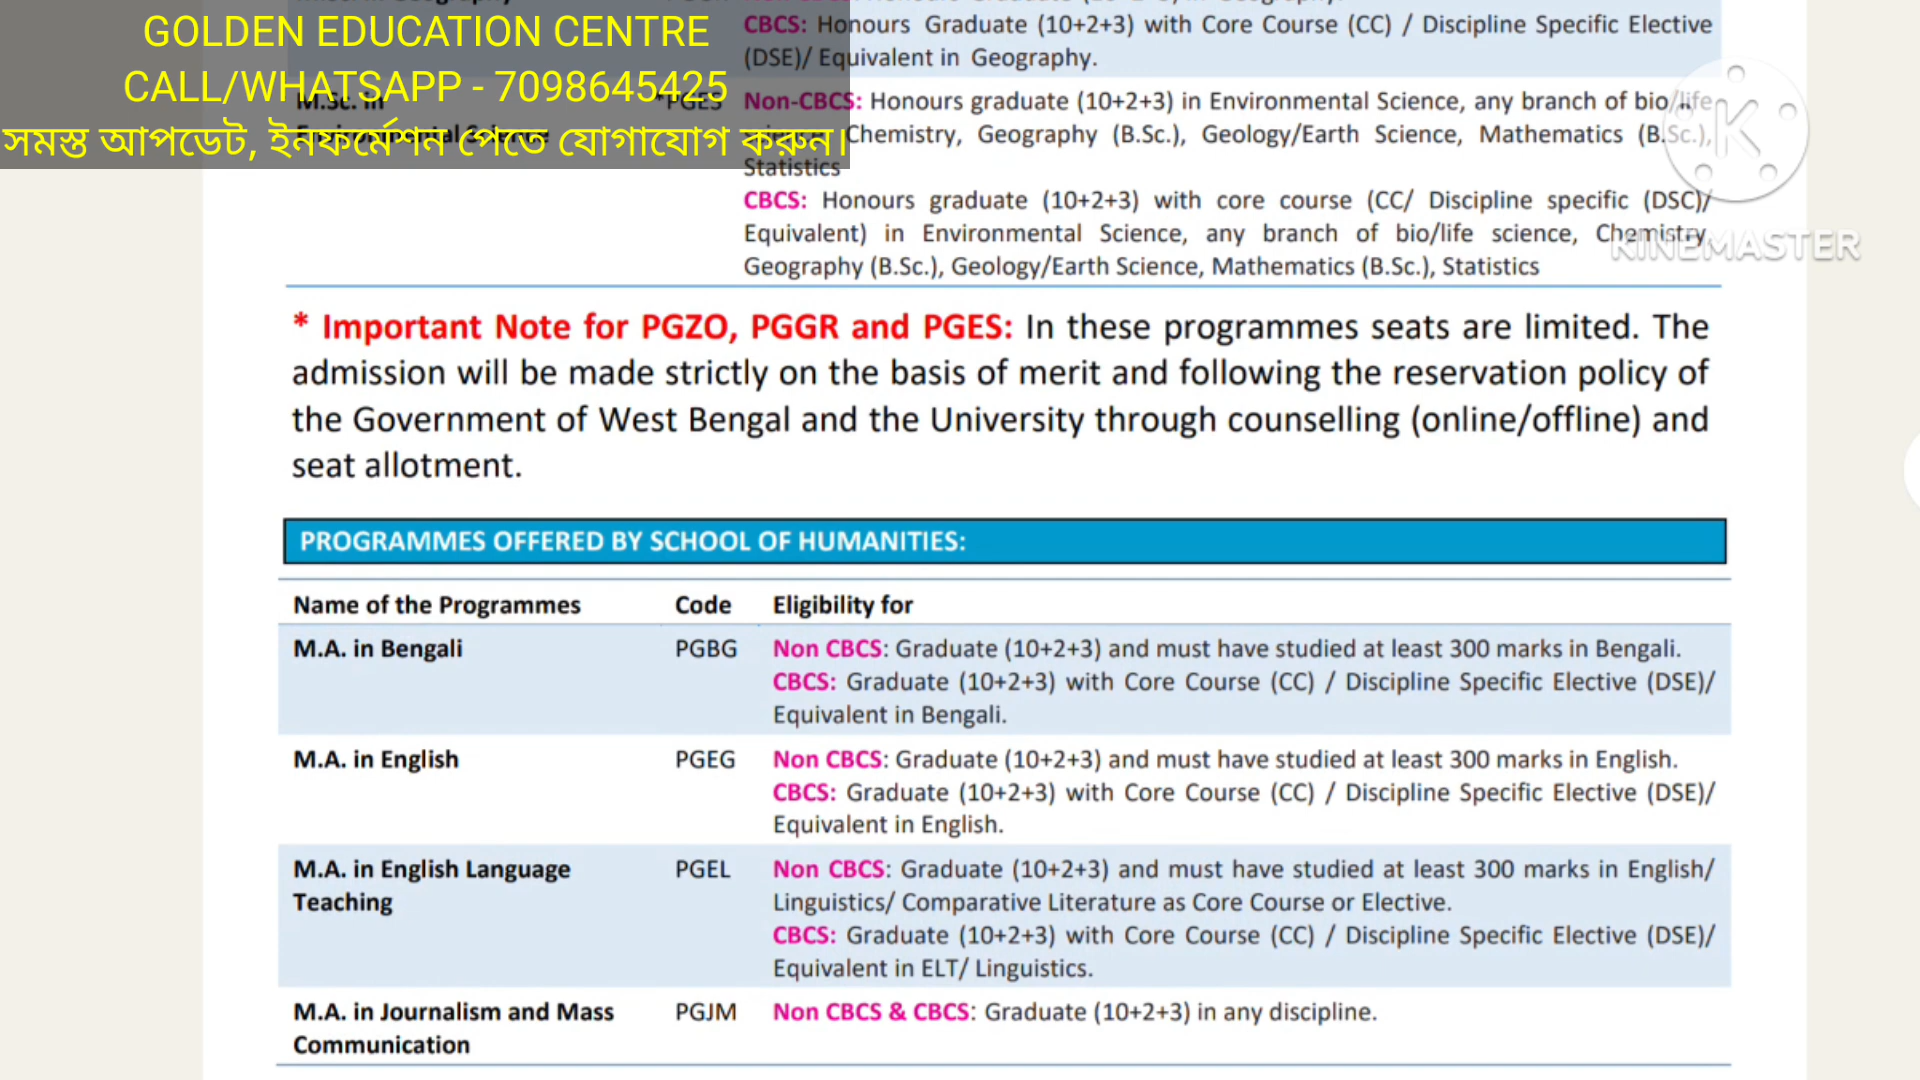 GOLDEN EDUCATION CENTRE
CALL/WHATSAPP - 7098645425
সমস্ত আপডেট, ইনফর্মেশন পেতে যোগাযোগ করুন।
CBCS: Honours Graduate (10+2+3) with Core Course (CC) / Discipline Specific Elective
(DSE)/ Equivalent in Geography.
M.Sc. in
Environmental Science
*PGES
Non-CBCS: Honours graduate (10+2+3) in Environmental Science, any branch of bio/life
Chemistry, Geography (B.Sc.), Geology/Earth Science, Mathematics (B.Sc.),
Statistics
CBCS: Honours graduate (10+2+3) with core course (CC/ Discipline specific (DSC)/
Equivalent) in Environmental Science, any branch of bio/life science, Chemistry,
Geography (B.Sc.), Geology/Earth Science, Mathematics (B.Sc.), Statistics
KINEMASTER
* Important Note for PGZO, PGGR and PGES: In these programmes seats are limited. The
admission will be made strictly on the basis of merit and following the reservation policy of
the Government of West Bengal and the University through counselling (online/offline) and
seat allotment.
PROGRAMMES OFFERED BY SCHOOL OF HUMANITIES:
Name of the Programmes Code Eligibility for
M.A. in Bengali PGBG Non CBCS: Graduate (10+2+3) and must have studied at least 300 marks in Bengali.
CBCS: Graduate (10+2+3) with Core Course (CC) / Discipline Specific Elective (DSE)/
Equivalent in Bengali.
M.A. in English PGEG Non CBCS: Graduate (10+2+3) and must have studied at least 300 marks in English.
CBCS: Graduate (10+2+3) with Core Course (CC) / Discipline Specific Elective (DSE)/
Equivalent in English.
M.A. in English Language PGEL Non CBCS: Graduate (10+2+3) and must have studied at least 300 marks in English/
Teaching Linguistics/ Comparative Literature as Core Course or Elective.
CBCS: Graduate (10+2+3) with Core Course (CC) / Discipline Specific Elective (DSE)/
Equivalent in ELT/ Linguistics.
M.A. in Journalism and Mass PGJM Non CBCS & CBCS: Graduate (10+2+3) in any discipline.
Communication